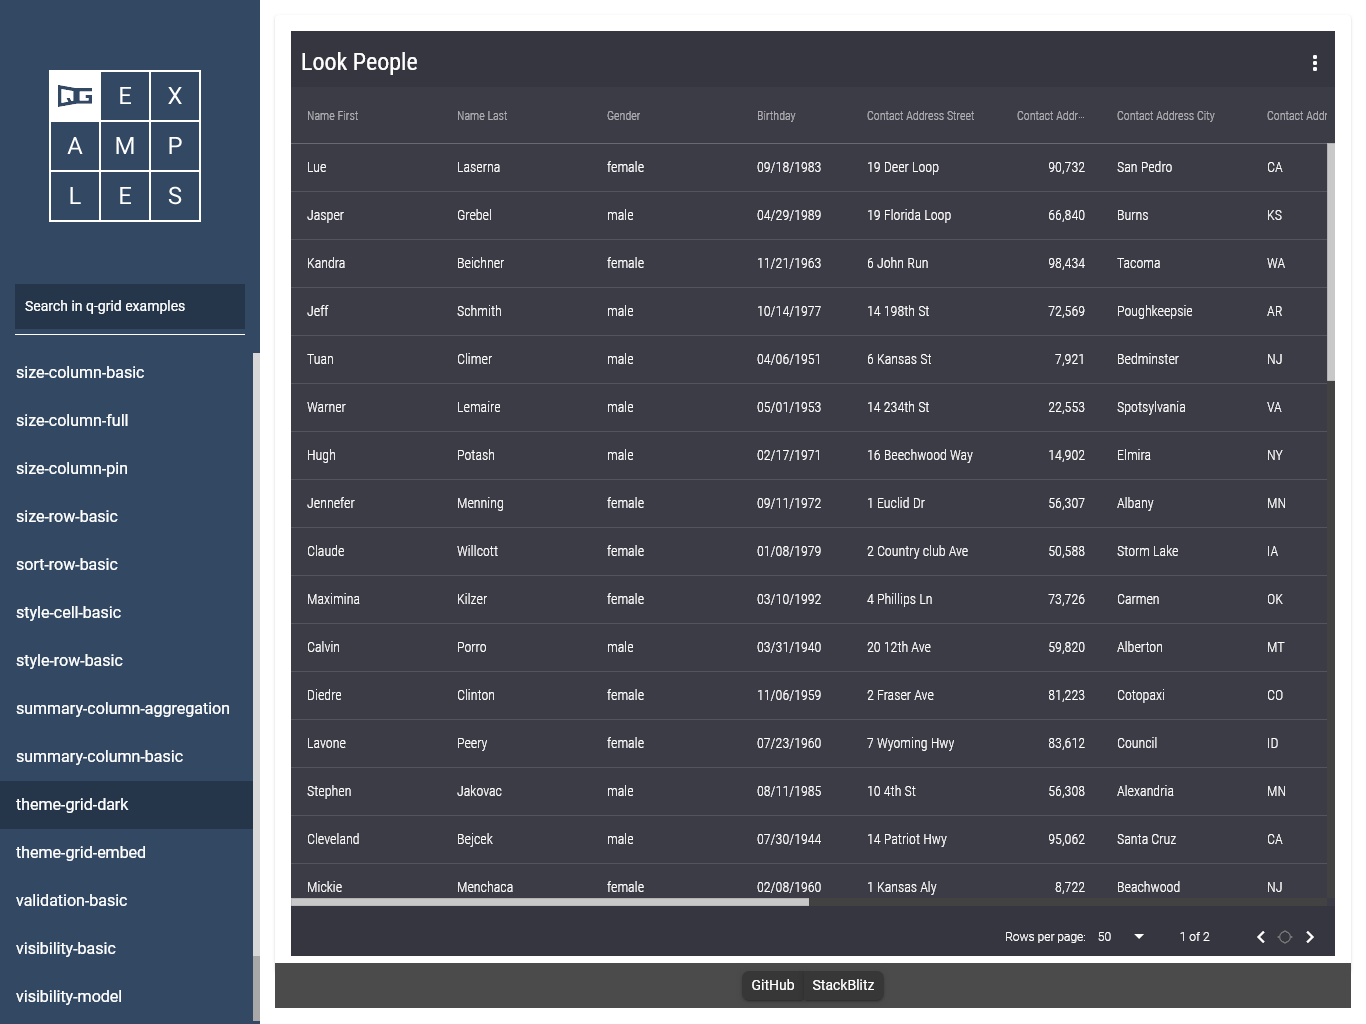 QG E X
A M P
L E S
Search in q-grid examples
size-column-basic
size-column-full
size-column-pin
size-row-basic
sort-row-basic
style-cell-basic
style-row-basic
summary-column-aggregation
summary-column-basic
theme-grid-dark
theme-grid-embed
validation-basic
visibility-basic
visibility-model
Look People
Name First Name Last Gender Birthday Contact Address Street Contact Addr... Contact Address City Contact Addr
Lue Laserna female 09/18/1983 19 Deer Loop 90,732 San Pedro CA
Jasper Grebel male 04/29/1989 19 Florida Loop 66,840 Burns KS
Kandra Beichner female 11/21/1963 6 John Run 98,434 Tacoma WA
Jeff Schmith male 10/14/1977 14 198th St 72,569 Poughkeepsie AR
Tuan Climer male 04/06/1951 6 Kansas St 7,921 Bedminster NJ
Warner Lemaire male 05/01/1953 14 234th St 22,553 Spotsylvania VA
Hugh Potash male 02/17/1971 16 Beechwood Way 14,902 Elmira NY
Jennefer Menning female 09/11/1972 1 Euclid Dr 56,307 Albany MN
Claude Willcott female 01/08/1979 2 Country club Ave 50,588 Storm Lake IA
Maximina Kilzer female 03/10/1992 4 Phillips Ln 73,726 Carmen OK
Calvin Porro male 03/31/1940 20 12th Ave 59,820 Alberton MT
Diedre Clinton female 11/06/1959 2 Fraser Ave 81,223 Cotopaxi CO
Lavone Peery female 07/23/1960 7 Wyoming Hwy 83,612 Council ID
Stephen Jakovac male 08/11/1985 10 4th St 56,308 Alexandria MN
Cleveland Bejcek male 07/30/1944 14 Patriot Hwy 95,062 Santa Cruz CA
Mickie Menchaca female 02/08/1960 1 Kansas Aly 8,722 Beachwood NJ
Rows per page: 50 1 of 2
GitHub StackBlitz